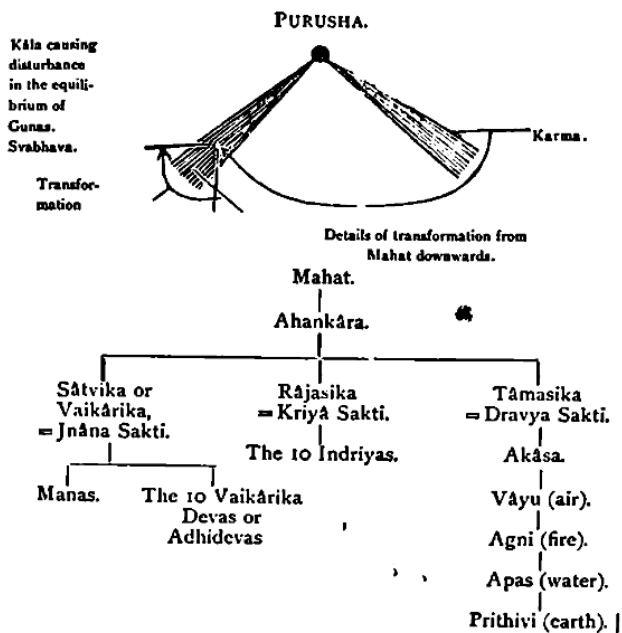 PURUSHA.
Kâla causing
disturbance
in the equili-
brium of
Gunas.
Svabhava.
Transfor-
mation
Karma.
Details of transformation from
Mahat downwards.
Mahat.
Ahankâra.
Sâtvika or
Vaikârika,
= Jnâna Sakti.
Râjasika
= Kriyâ Sakti.
Tâmasika
= Dravya Sakti.
Manas.
The 10 Vaikârika
Devas or
Adhidevas
The 10 Indriyas.
Akâsa.
Vâyu (air).
Agni (fire).
Apas (water).
Prithivi (earth).